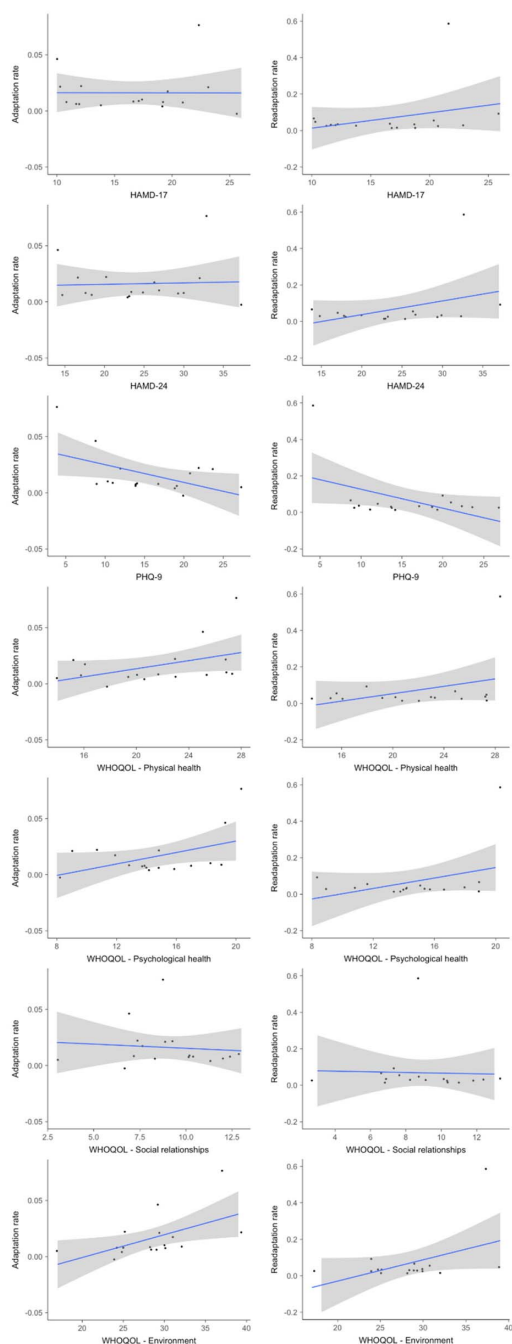 Adaptation rate
0.05
0.00
-0.05
10 15 20 25
HAMD-17
Readaptation rate
0.6
0.4
0.2
0.0
-0.2
10 15 20 25
HAMD-17
Adaptation rate
0.05
0.00
-0.05
15 20 25 30 35
HAMD-24
Readaptation rate
0.6
0.4
0.2
0.0
-0.2
15 20 25 30 35
HAMD-24
Adaptation rate
0.05
0.00
-0.05
5 10 15 20 25
PHQ-9
Readaptation rate
0.6
0.4
0.2
0.0
-0.2
5 10 15 20 25
PHQ-9
Adaptation rate
0.05
0.00
-0.05
16 20 24 28
WHOQOL - Physical health
Readaptation rate
0.6
0.4
0.2
0.0
-0.2
16 20 24 28
WHOQOL - Physical health
Adaptation rate
0.05
0.00
-0.05
8 12 16 20
WHOQOL - Psychological health
Readaptation rate
0.6
0.4
0.2
0.0
-0.2
8 12 16 20
WHOQOL - Psychological health
Adaptation rate
0.05
0.00
-0.05
2.5 5.0 7.5 10.0 12.5
WHOQOL - Social relationships
Readaptation rate
0.6
0.4
0.2
0.0
-0.2
4 6 8 10 12
WHOQOL - Social relationships
Adaptation rate
0.05
0.00
-0.05
20 25 30 35 40
WHOQOL - Environment
Readaptation rate
0.6
0.4
0.2
0.0
-0.2
20 25 30 35 40
WHOQOL - Environment